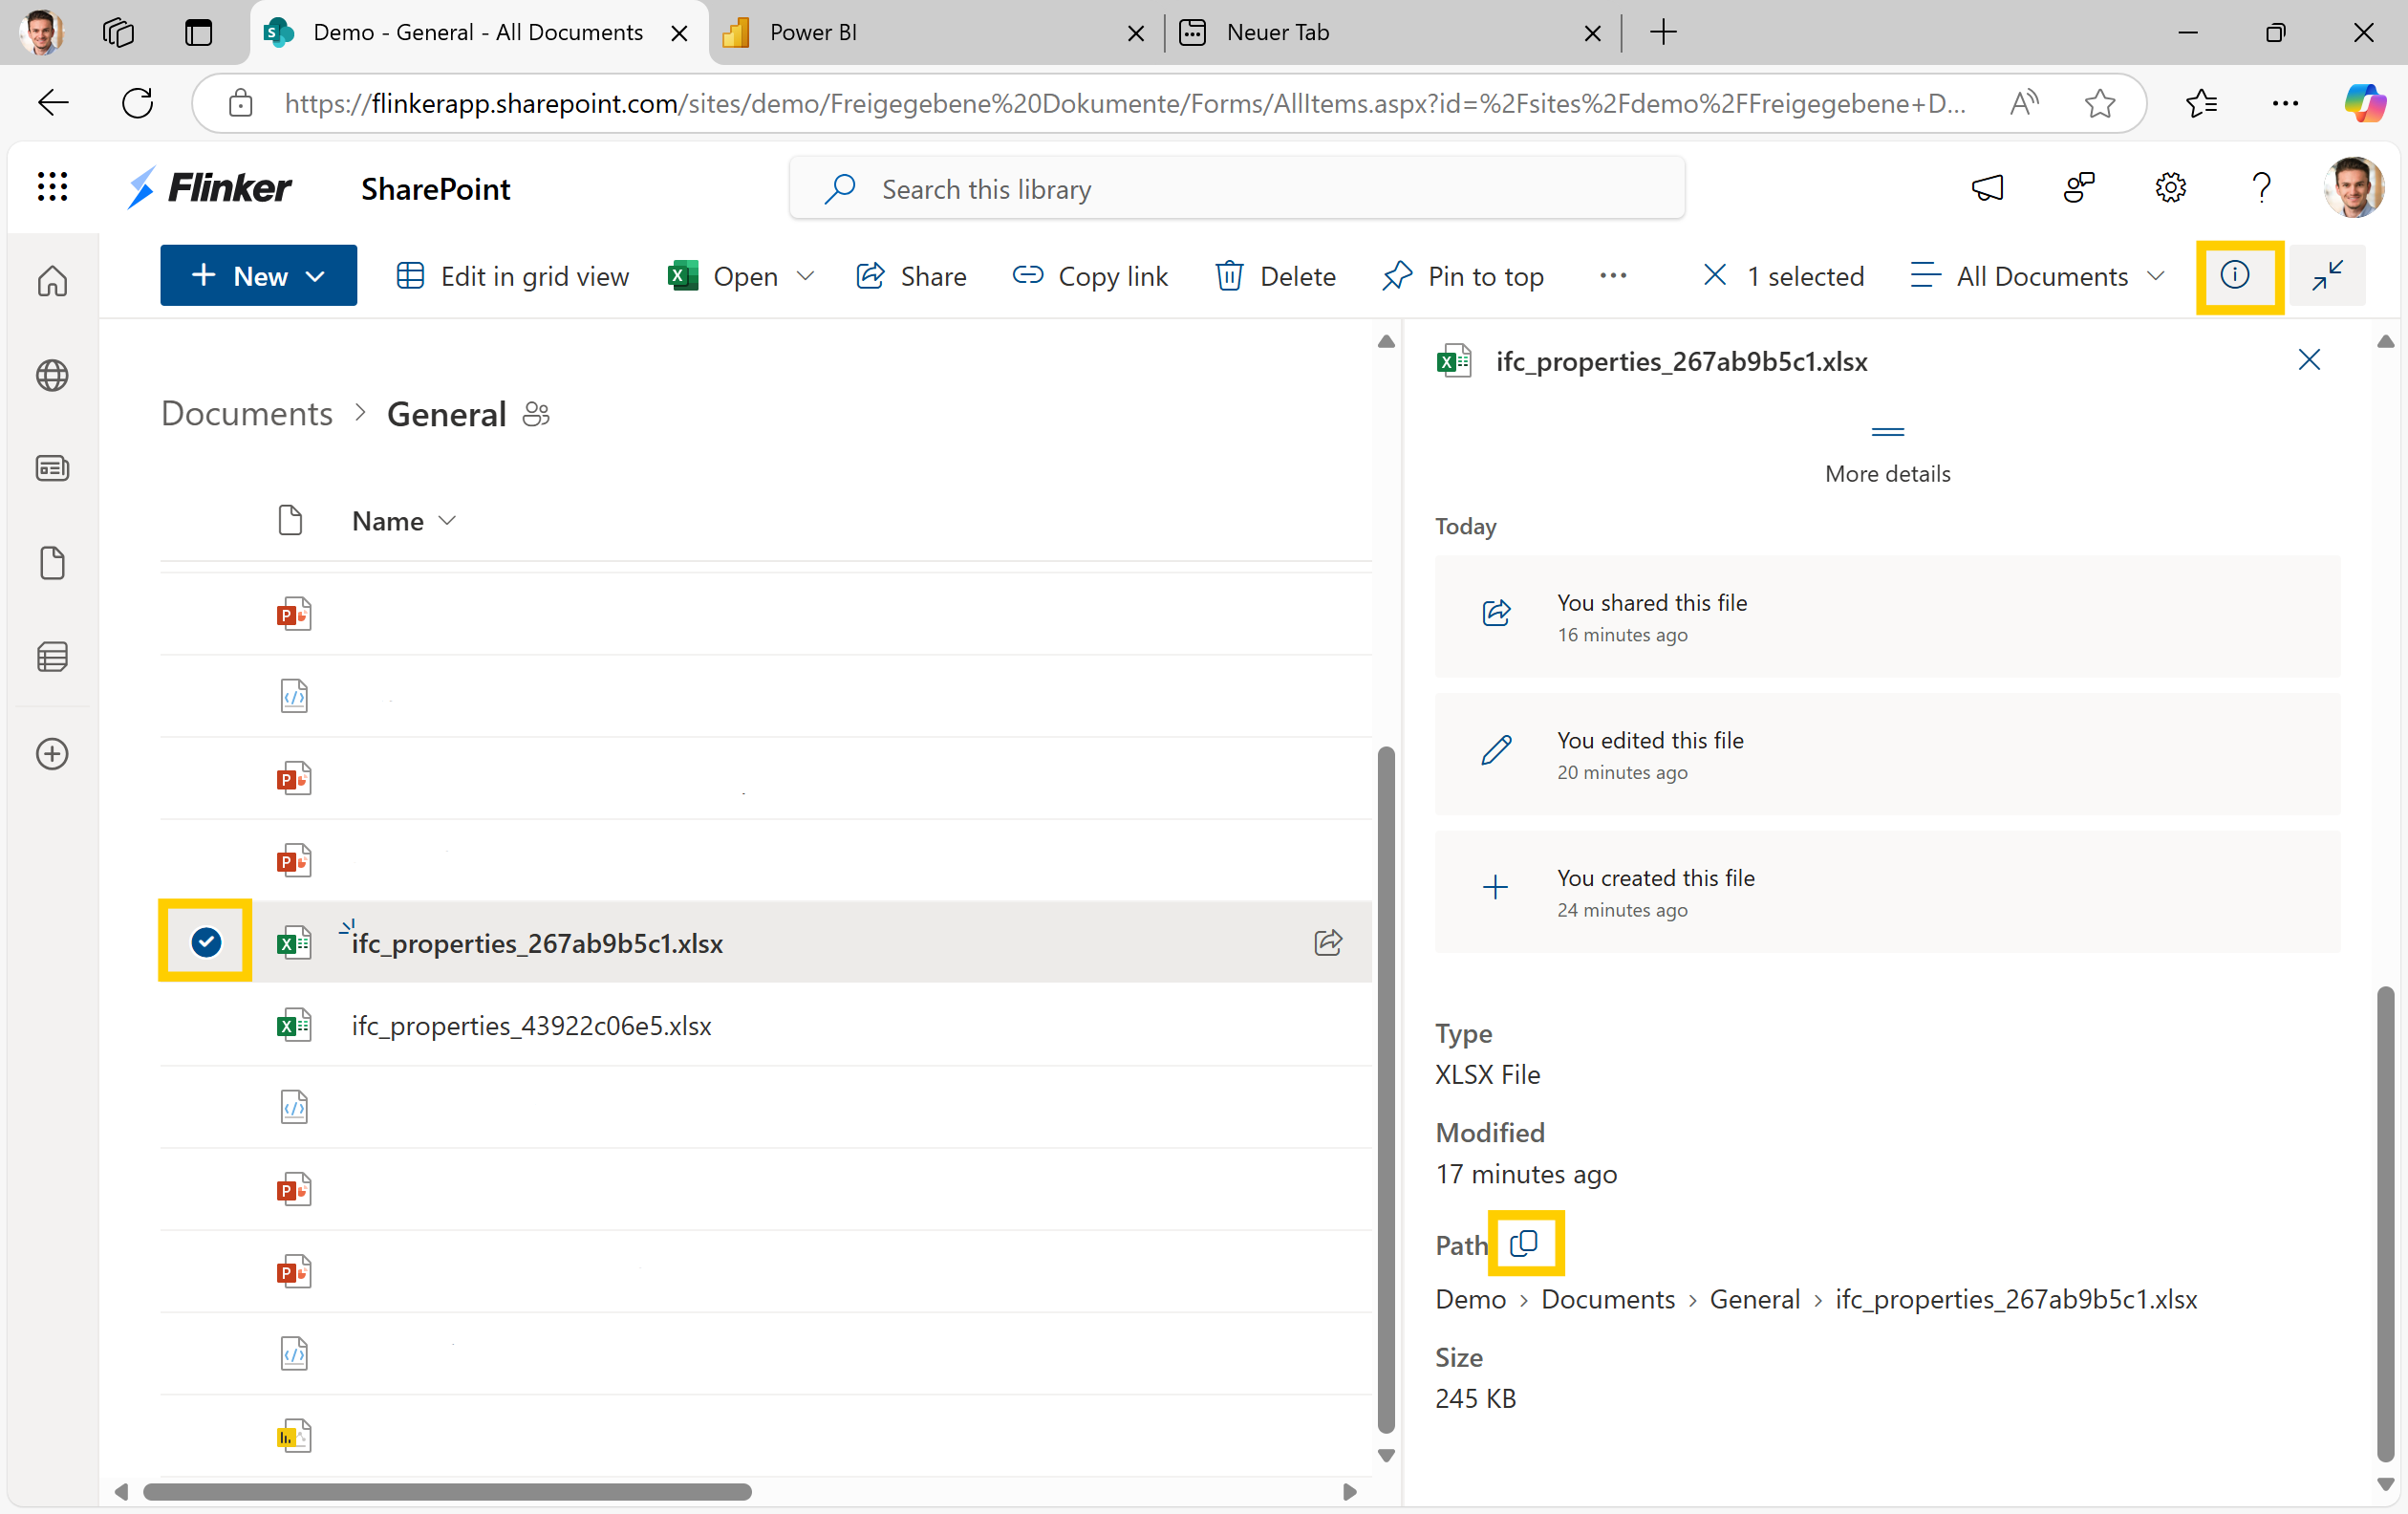 Demo - General - All Documents
Power BI
Neuer Tab
https://flinkerapp.sharepoint.com/sites/demo/Freigegebene%20Dokumente/Forms/AllItems.aspx?id=%2Fsites%2Fdemo%2FFreigegebene+D...
Flinker
SharePoint
Search this library
New
Edit in grid view
Open
Share
Copy link
Delete
Pin to top
1 selected
All Documents
Documents > General
Name
ifc_properties_267ab9b5c1.xlsx
ifc_properties_43922c06e5.xlsx
ifc_properties_267ab9b5c1.xlsx
More details
Today
You shared this file
16 minutes ago
You edited this file
20 minutes ago
You created this file
24 minutes ago
Type
XLSX File
Modified
17 minutes ago
Path
Demo > Documents > General > ifc_properties_267ab9b5c1.xlsx
Size
245 KB